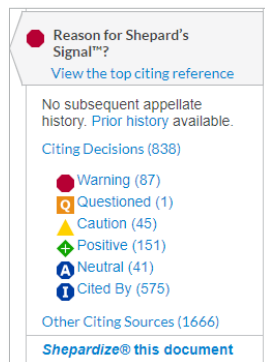 Reason for Shepard's
Signal™?
View the top citing reference
No subsequent appellate
history. Prior history available.
Citing Decisions (838)
Warning (87)
Q Questioned (1)
Caution (45)
Positive (151)
A Neutral (41)
I Cited By (575)
Other Citing Sources (1666)
Shepardize® this document